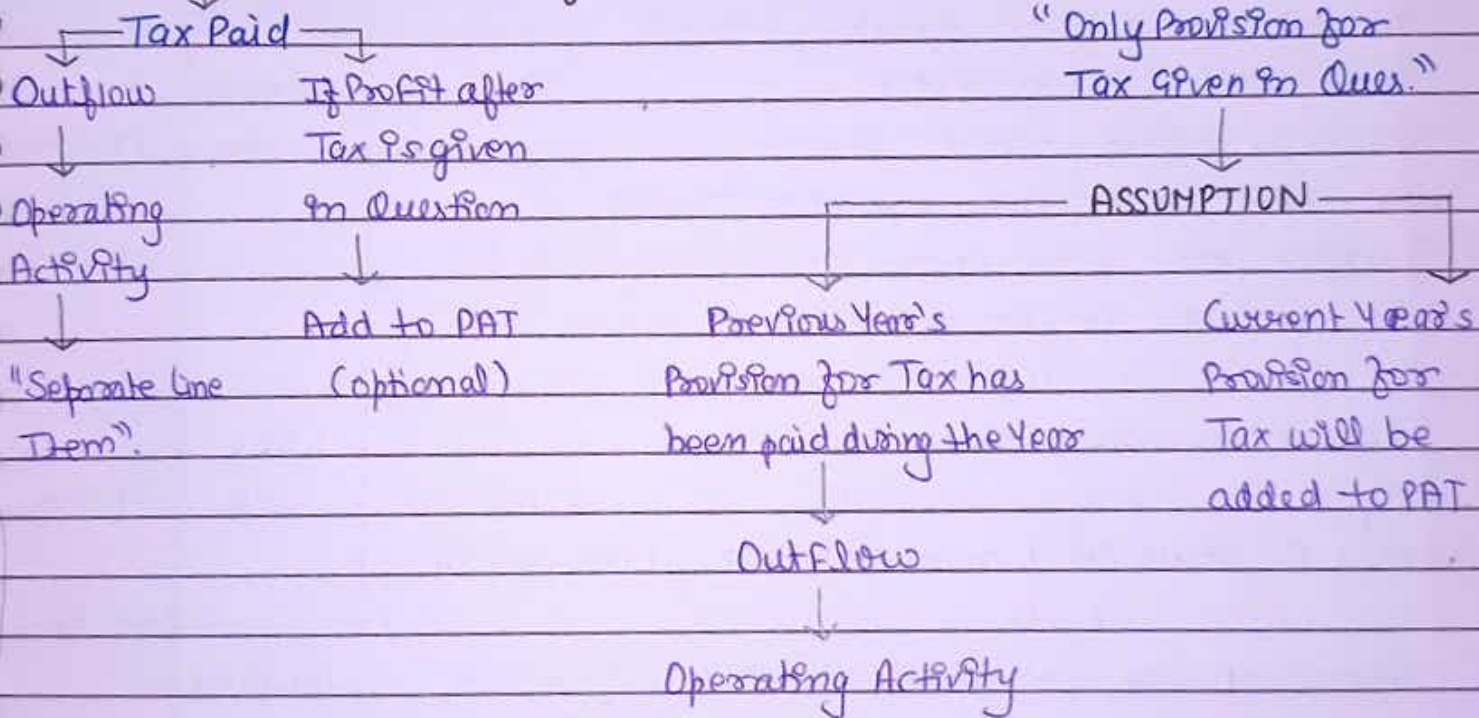 Tax Paid
Outflow
Operating
Activity
"Separate line
Item".
If Profit after
Tax is given
in Question
Add to PAT
(optional)
"Only Provision for
Tax Given in Ques."
ASSUMPTION
Previous Year's
Provision for Tax has
been paid during the Year
Outflow
Operating Activity
Current Year's
Provision for
Tax will be
added to PAT